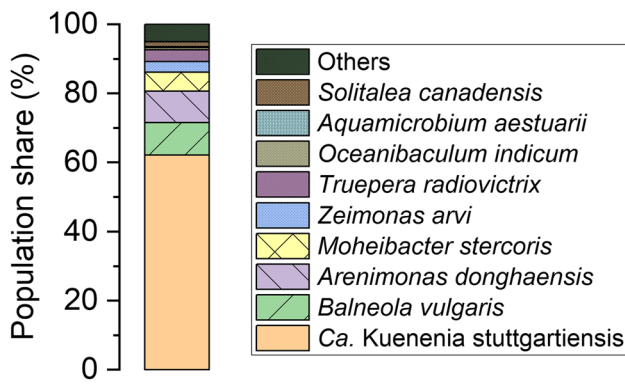 Population share (%)
100
80
60
40
20
0
Others
Solitalea canadensis
Aquamicrobium aestuarii
Oceanibaculum indicum
Truepera radiovictrix
Zeimonas arvi
Moheibacter stercoris
Arenimonas donghaensis
Balneola vulgaris
Ca. Kuenenia stuttgartiensis